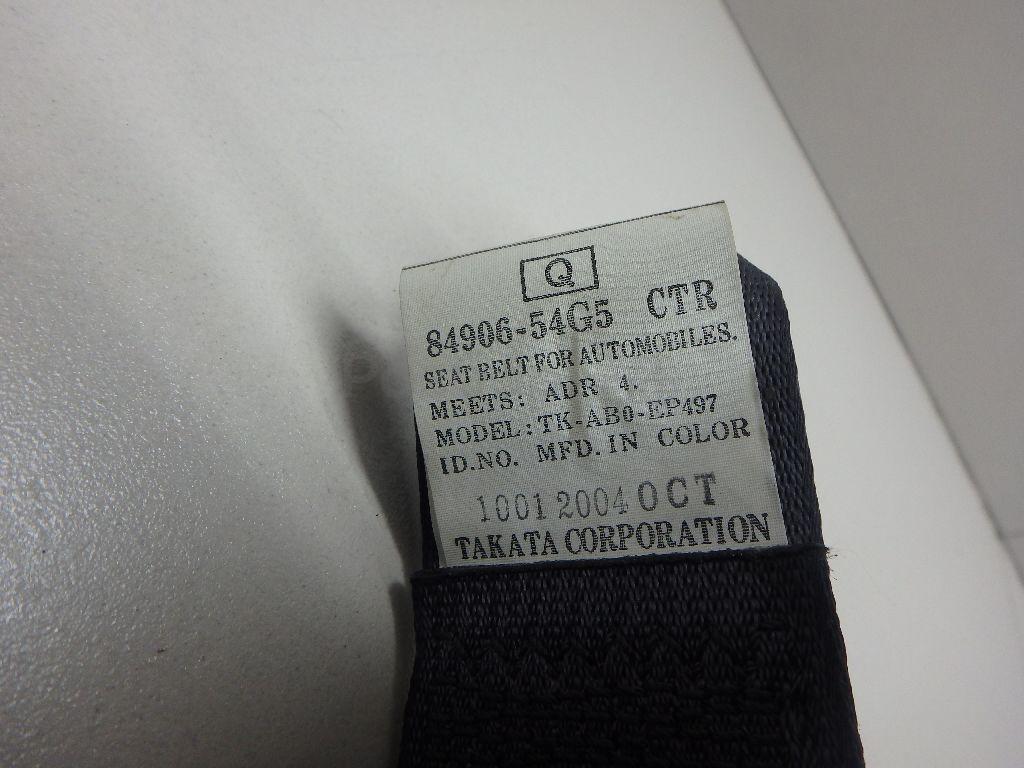 Q
84906-54G5 CTR
SEAT BELT FOR AUTOMOBILES.
MEETS: ADR 4.
MODEL: TK-AB0-EP497
ID.NO. MFD. IN COLOR
1001 2004 OCT
TAKATA CORPORATION